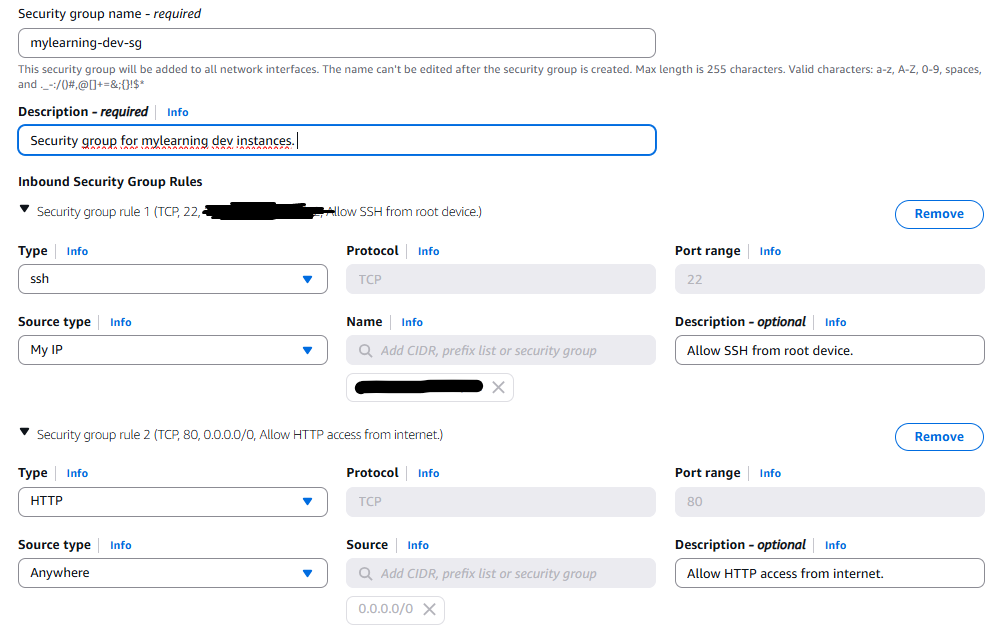 Security group name - required
mylearning-dev-sg
This security group will be added to all network interfaces. The name can't be edited after the security group is created. Max length is 255 characters. Valid characters: a-z, A-Z, 0-9, spaces,
and ._-:/()#,@[]+=&;{}!$*
Description - required Info
Security group for mylearning dev instances.
Inbound Security Group Rules
Security group rule 1 (TCP, 22, , Allow SSH from root device.)
Remove
Type Info Protocol Info Port range Info
ssh TCP 22
Source type Info Name Info Description - optional Info
My IP Add CIDR, prefix list or security group Allow SSH from root device.
Security group rule 2 (TCP, 80, 0.0.0.0/0, Allow HTTP access from internet.)
Remove
Type Info Protocol Info Port range Info
HTTP TCP 80
Source type Info Source Info Description - optional Info
Anywhere Add CIDR, prefix list or security group Allow HTTP access from internet.
0.0.0.0/0